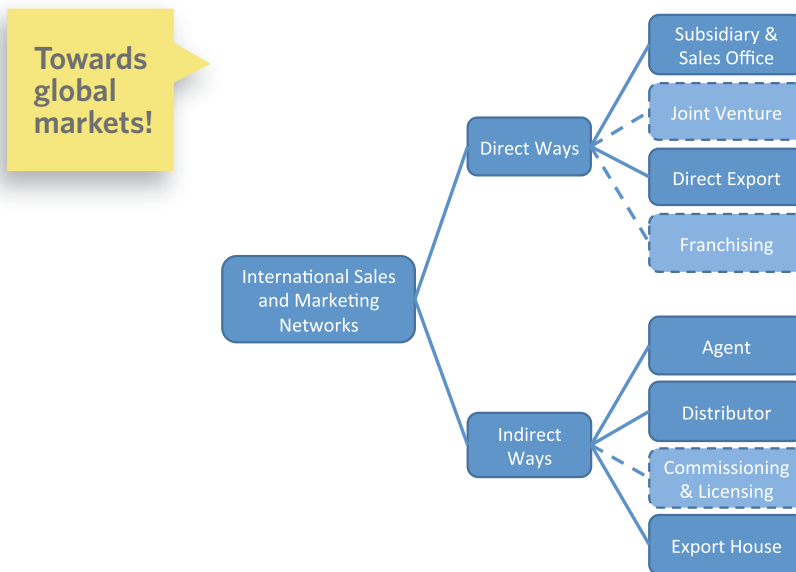 Towards
global
markets!
International Sales
and Marketing
Networks
Direct Ways
Subsidiary &
Sales Office
Joint Venture
Direct Export
Franchising
Indirect
Ways
Agent
Distributor
Commissioning
& Licensing
Export House